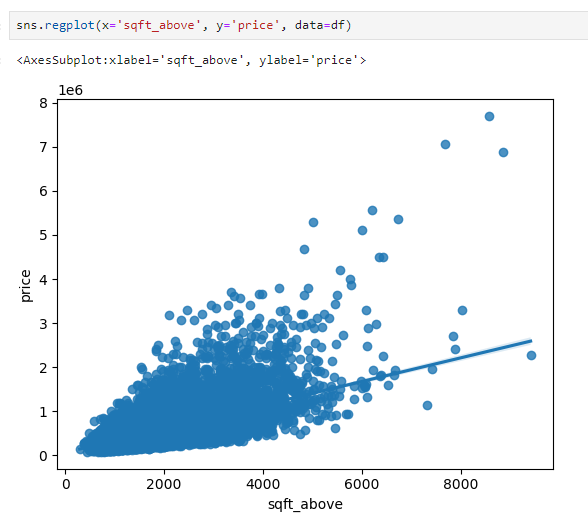 sns.regplot(x='sqft_above', y='price', data=df)
<AxesSubplot:xlabel='sqft_above', ylabel='price'>
1e6
8
7
6
5
4
3
2
1
0
price
0 2000 4000 6000 8000
sqft_above